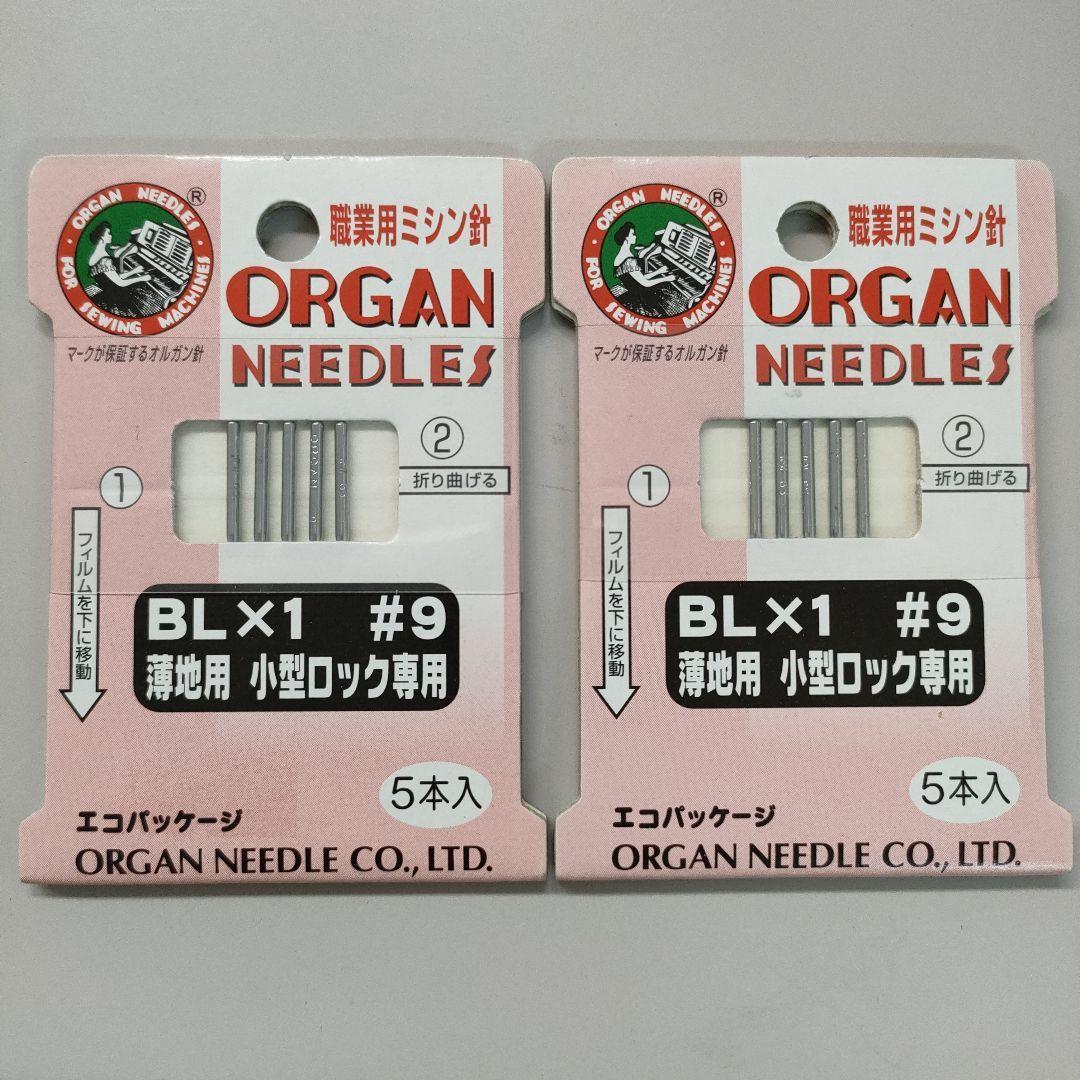 ORGAN NEEDLES
FOR SEWING MACHINES
®
職業用ミシン針
ORGAN
NEEDLES
マークが保証するオルガン針
①
②
折り曲げる
フィルムを下に移動
ORGAN
BL×1 #9
薄地用 小型ロック専用
5本入
エコパッケージ
ORGAN NEEDLE CO., LTD.
ORGAN NEEDLES
FOR SEWING MACHINES
®
職業用ミシン針
ORGAN
NEEDLES
マークが保証するオルガン針
①
②
折り曲げる
フィルムを下に移動
BL×1 #9
薄地用 小型ロック専用
5本入
エコパッケージ
ORGAN NEEDLE CO., LTD.